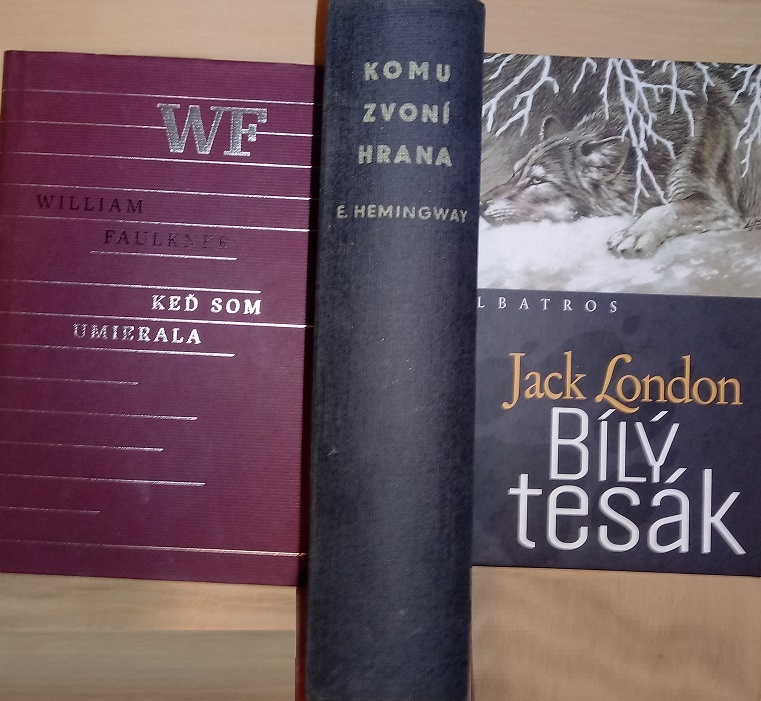 WF
WILLIAM
FAULKNER
KEĎ SOM
UMIERALA
KOMU
ZVONÍ
HRANA
E. HEMINGWAY
LBATROS
Jack London
Bílý
tesák